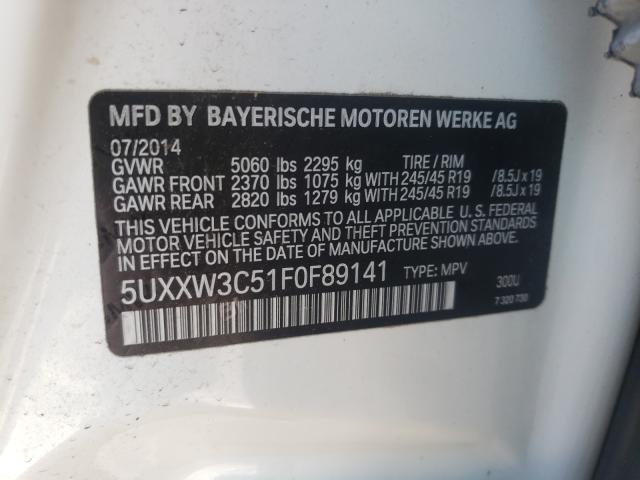 MFD BY BAYERISCHE MOTOREN WERKE AG
07/2014
GVWR 5060 lbs 2295 kg TIRE / RIM
GAWR FRONT 2370 lbs 1075 kg WITH 245/45 R19 /8.5J x 19
GAWR REAR 2820 lbs 1279 kg WITH 245/45 R19 /8.5J x 19
THIS VEHICLE CONFORMS TO ALL APPLICABLE U. S. FEDERAL
MOTOR VEHICLE SAFETY AND THEFT PREVENTION STANDARDS
IN EFFECT ON THE DATE OF MANUFACTURE SHOWN ABOVE.
5UXXW3C51F0F89141 TYPE: MPV 300U
7 320 730